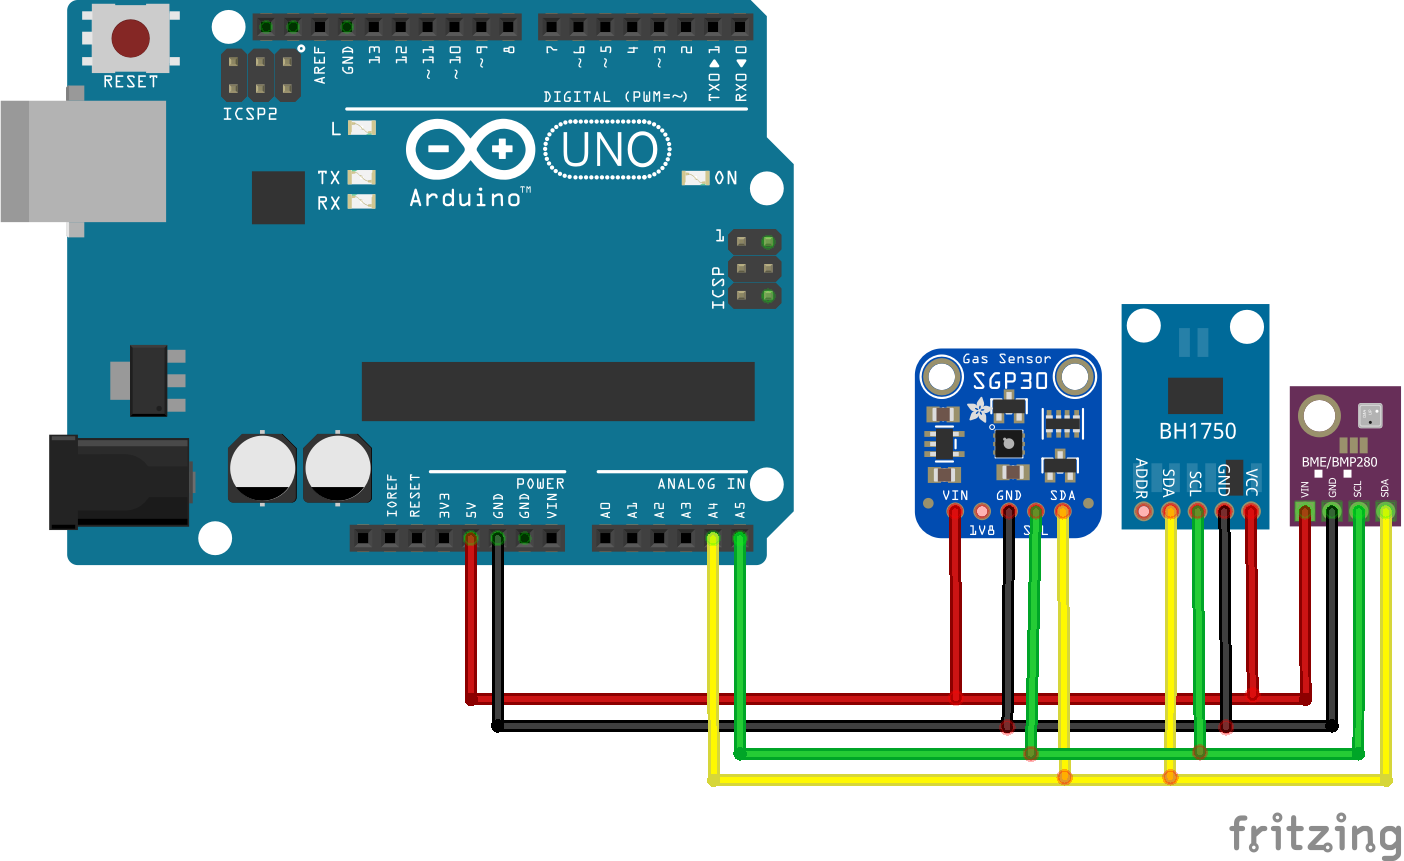 RESET
ICSP2
AREF
GND
13
12
~11
~10
~9
8
7
~6
~5
4
~3
2
TX0▶1
RX0◀0
DIGITAL (PWM=~)
L
TX
RX
Arduino™
UNO
ON
1
ICSP
IOREF
RESET
3V3
5V
GND
GND
VIN
POWER
A0
A1
A2
A3
A4
A5
ANALOG IN
Gas Sensor
SGP30
VIN
GND
SDA
1V8
SCL
BH1750
ADDR
SDA
SCL
GND
VCC
BME/BMP280
VIN
GND
SCL
SDA
fritzing